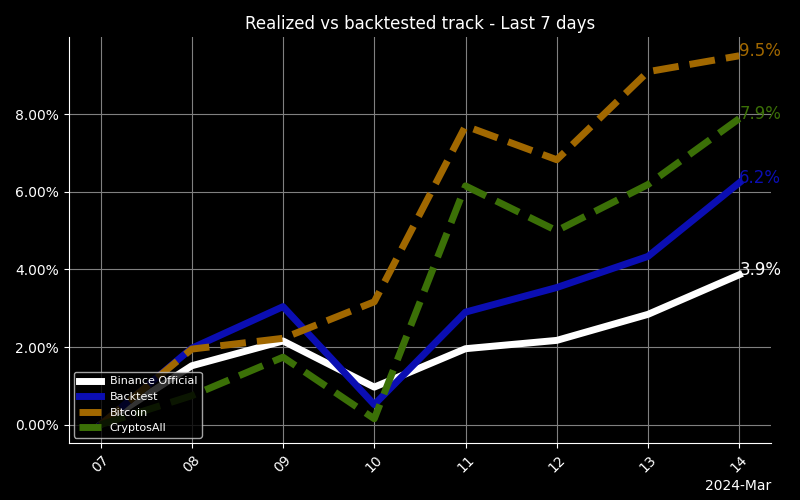 Realized vs backtested track - Last 7 days
9.5%
8.00%
7.9%
6.00%
6.2%
4.00%
3.9%
2.00%
0.00%
Binance Official
Backtest
Bitcoin
CryptosAll
07 08 09 10 11 12 13 14
2024-Mar